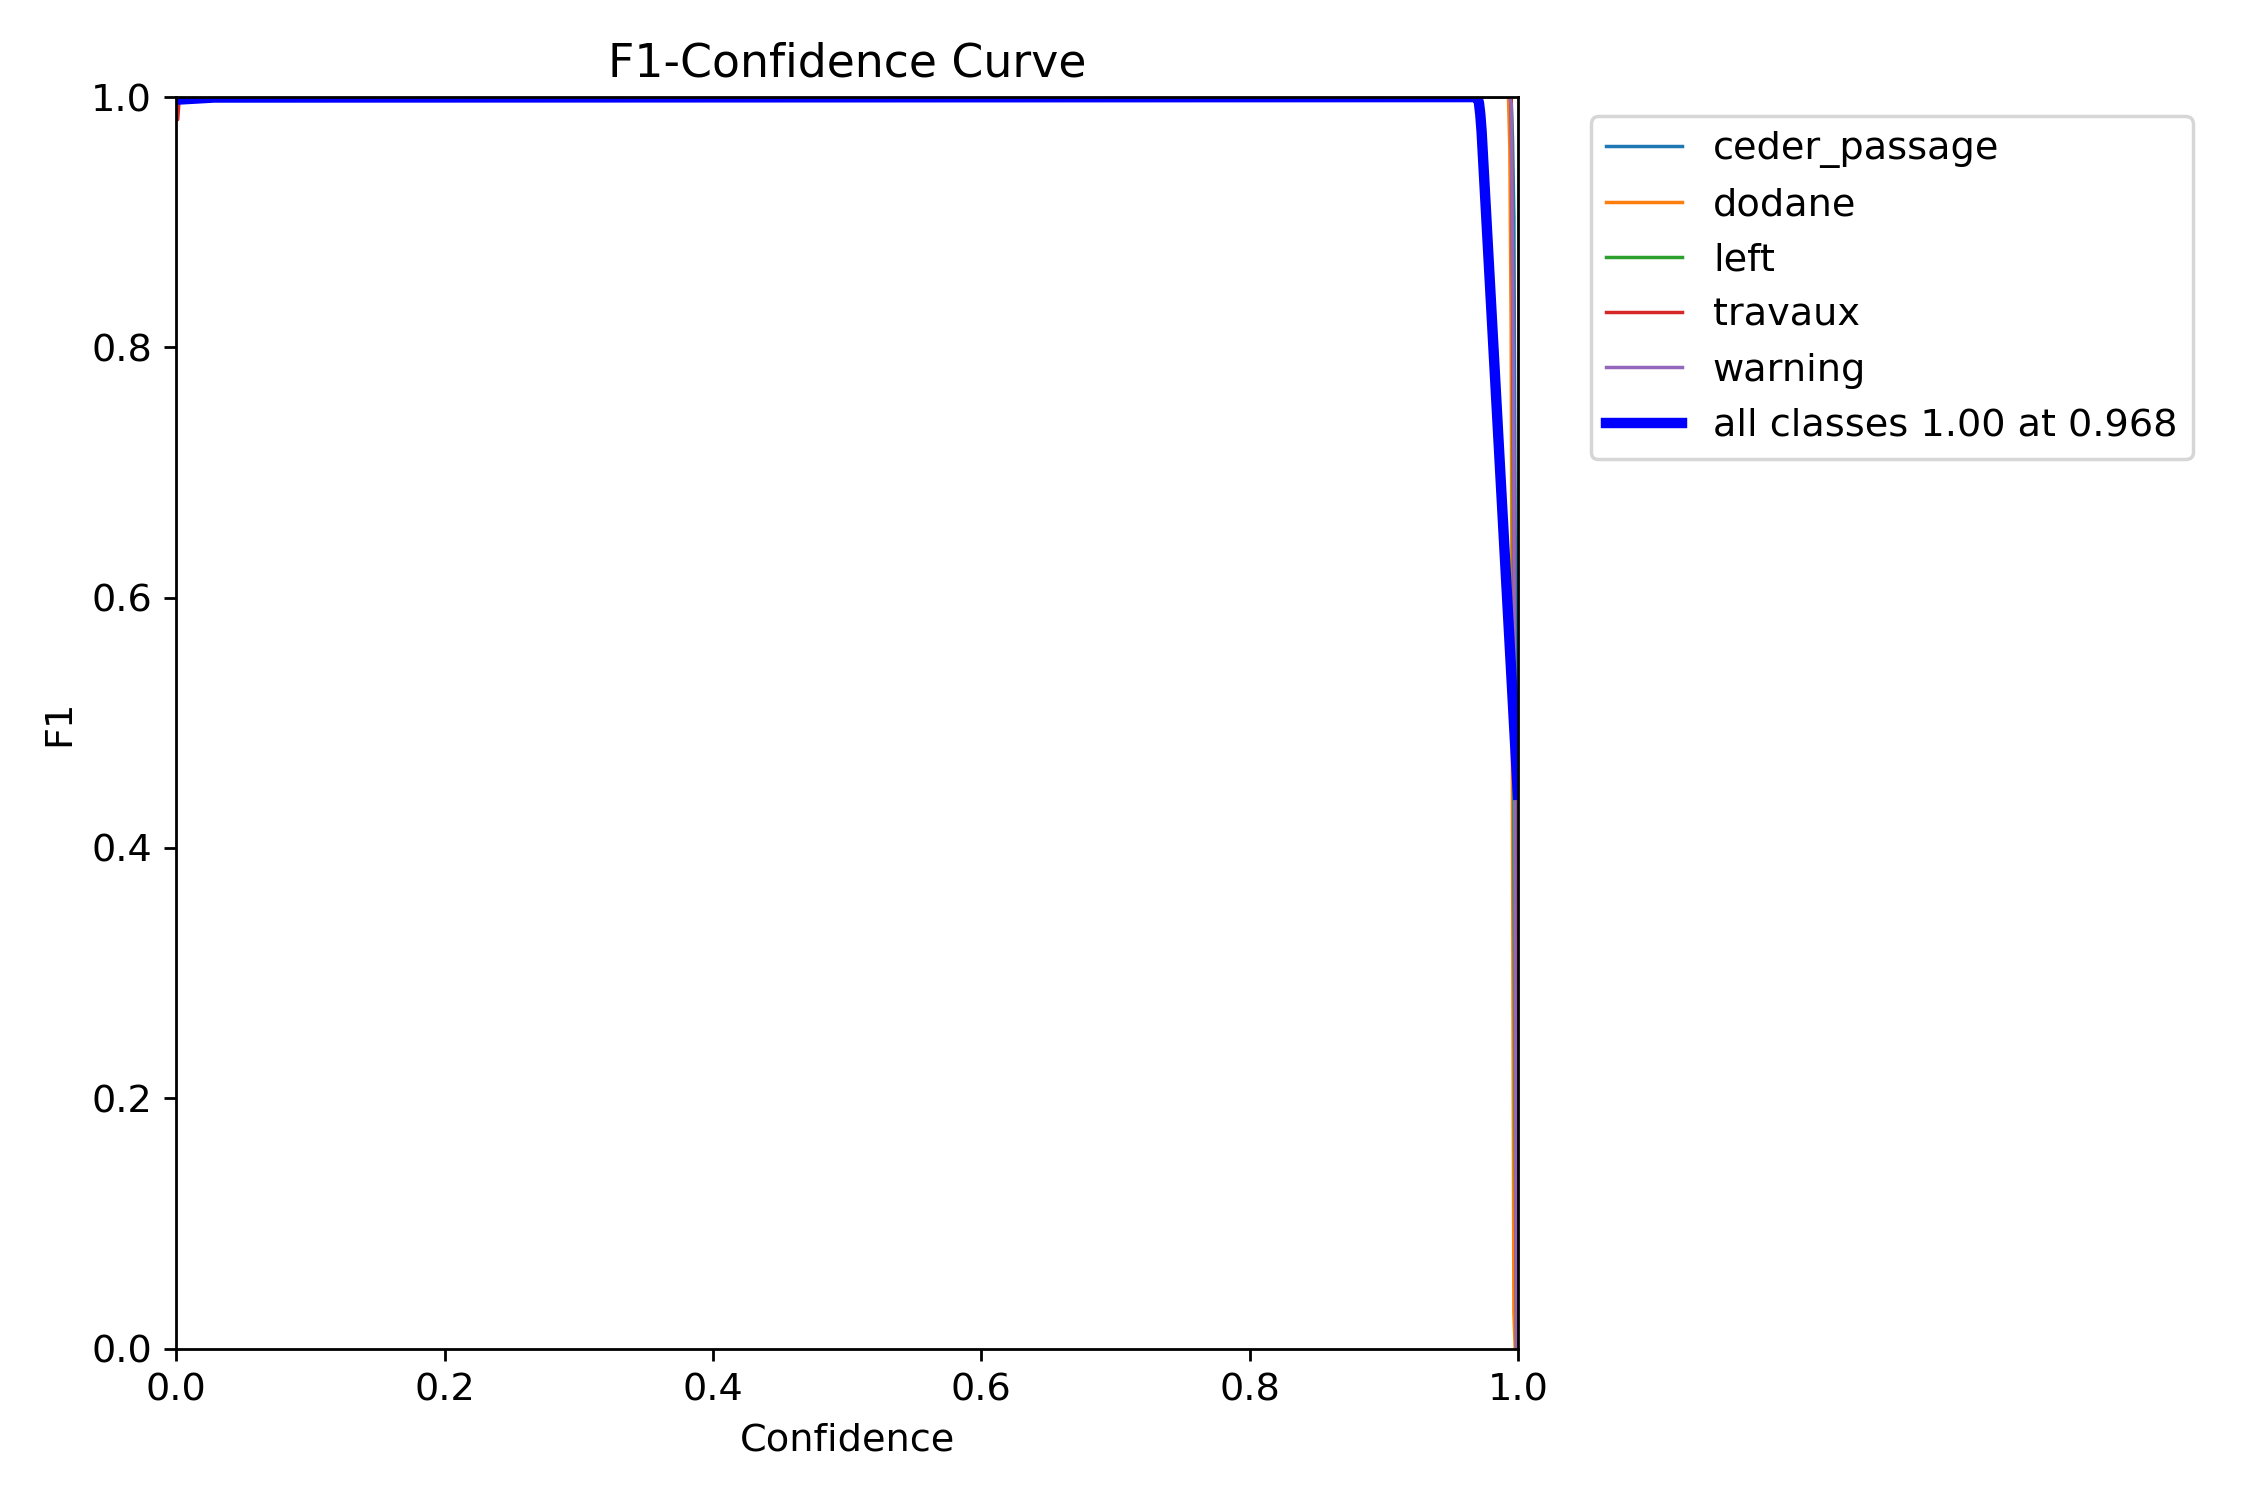 F1-Confidence Curve
1.0
0.8
0.6
0.4
0.2
0.0
F1
0.0 0.2 0.4 0.6 0.8 1.0
Confidence
ceder_passage
dodane
left
travaux
warning
all classes 1.00 at 0.968